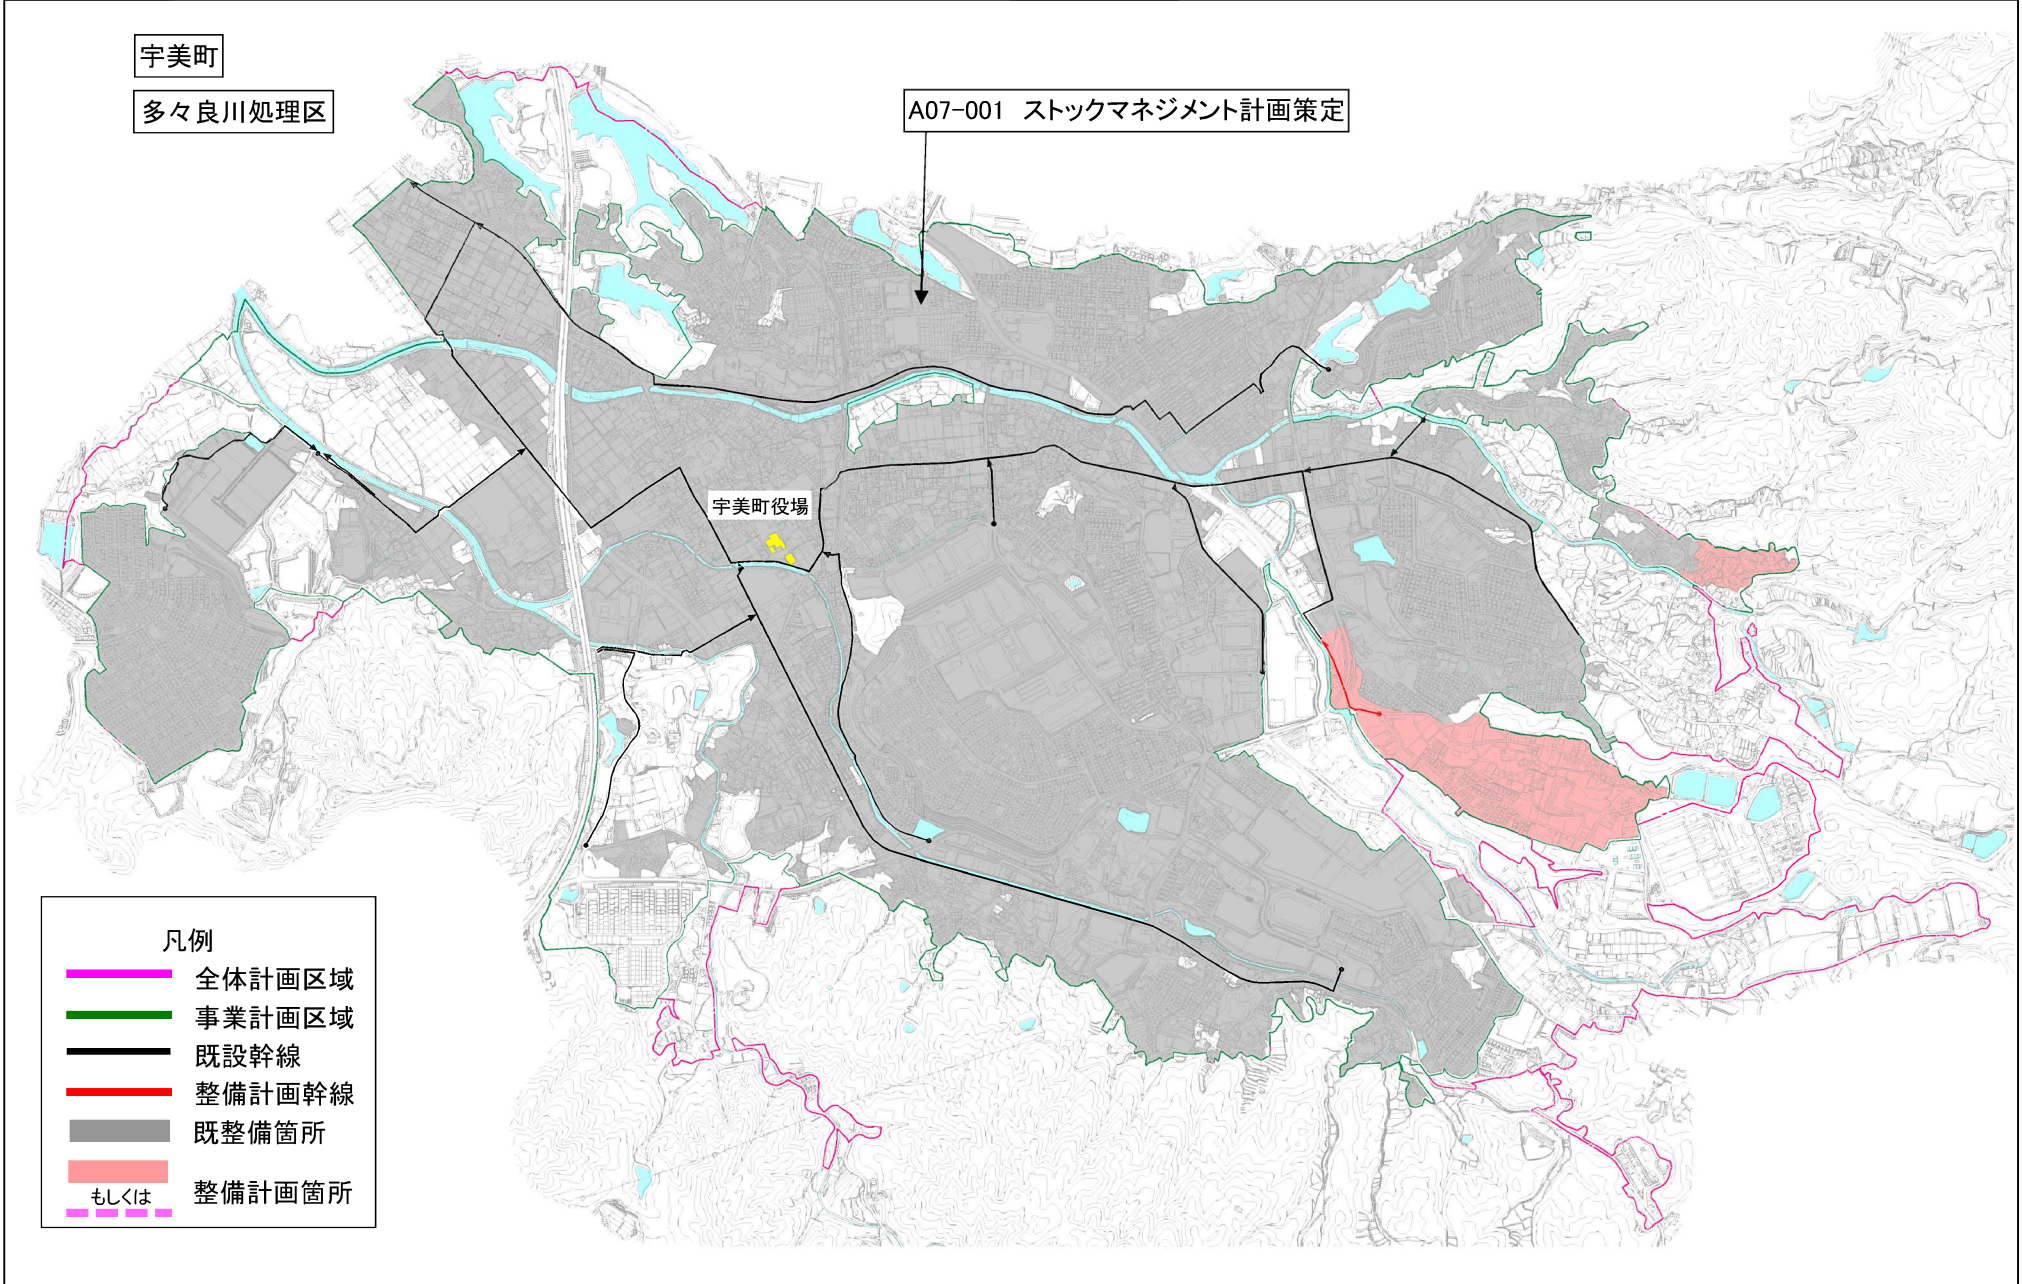 宇美町
多々良川処理区
A07-001 ストックマネジメント計画策定
宇美町役場
凡例
全体計画区域
事業計画区域
既設幹線
整備計画幹線
既整備箇所
整備計画箇所
もしくは